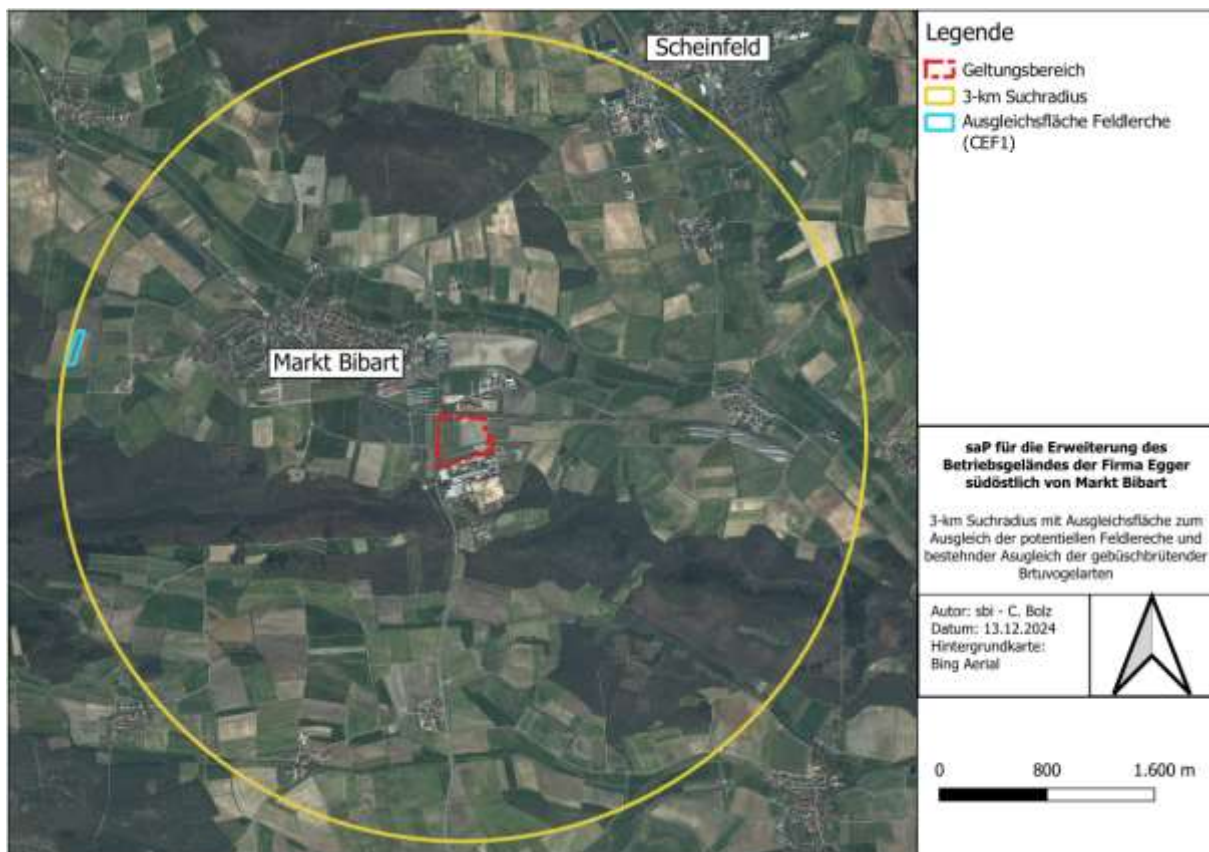 Scheinfeld
Markt Bibart
Legende
Geltungsbereich
3-km Suchradius
Ausgleichsfläche Feldlerche
(CEF1)
saP für die Erweiterung des
Betriebsgeländes der Firma Egger
südöstlich von Markt Bibart
3-km Suchradius mit Ausgleichsfläche zum
Ausgleich der potentiellen Feldlereche und
bestehnder Asugleich der gebüschbrütender
Brtuvogelarten
Autor: sbi - C. Bolz
Datum: 13.12.2024
Hintergrundkarte:
Bing Aerial
0 800 1.600 m